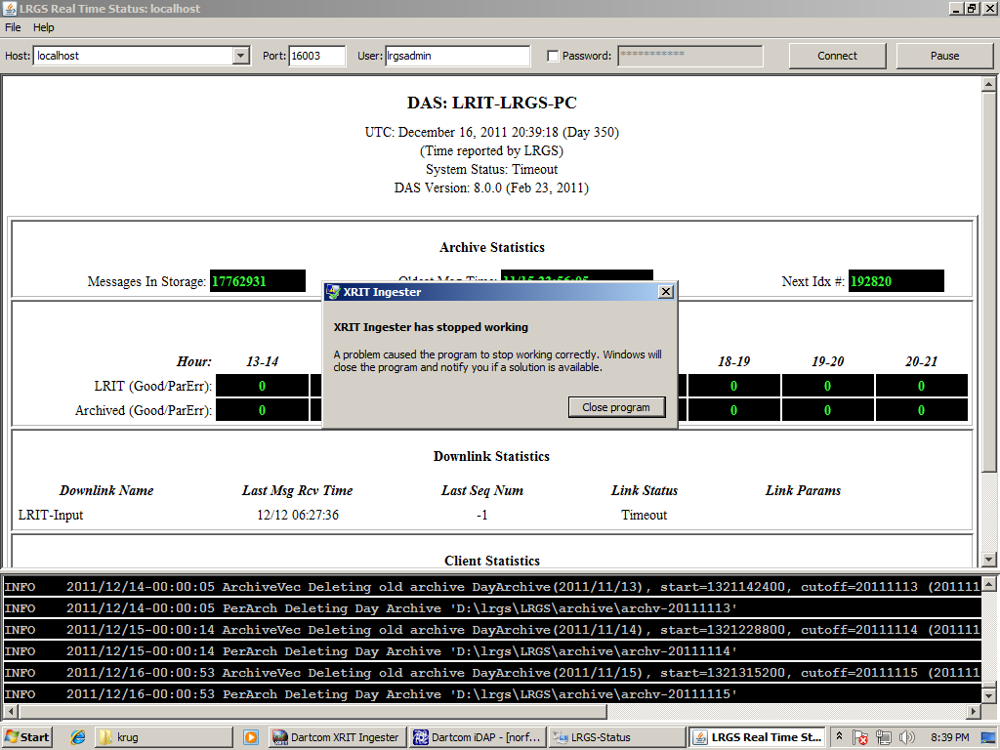 LRGS Real Time Status: localhost
File Help
Host: localhost Port: 16003 User: lrgsadmin Password: *********** Connect Pause
DAS: LRIT-LRGS-PC
UTC: December 16, 2011 20:39:18 (Day 350)
(Time reported by LRGS)
System Status: Timeout
DAS Version: 8.0.0 (Feb 23, 2011)
Archive Statistics
Messages In Storage: 17762931 Oldest Msg Time: 11/15 23:56:05 Next Idx #: 192820
XRIT Ingester
XRIT Ingester has stopped working
A problem caused the program to stop working correctly. Windows will
close the program and notify you if a solution is available.
Close program
Hour: 13-14 18-19 19-20 20-21
LRIT (Good/ParErr): 0 0 0 0
Archived (Good/ParErr): 0 0 0 0
Downlink Statistics
Downlink Name Last Msg Rcv Time Last Seq Num Link Status Link Params
LRIT-Input 12/12 06:27:36 -1 Timeout
Client Statistics
INFO 2011/12/14-00:00:05 ArchiveVec Deleting old archive DayArchive(2011/11/13), start=1321142400, cutoff=20111113 (201111
INFO 2011/12/14-00:00:05 PerArch Deleting Day Archive 'D:\lrgs\LRGS\archive\archv-20111113'
INFO 2011/12/15-00:00:14 ArchiveVec Deleting old archive DayArchive(2011/11/14), start=1321228800, cutoff=20111114 (201111
INFO 2011/12/15-00:00:14 PerArch Deleting Day Archive 'D:\lrgs\LRGS\archive\archv-20111114'
INFO 2011/12/16-00:00:53 ArchiveVec Deleting old archive DayArchive(2011/11/15), start=1321315200, cutoff=20111115 (201111
INFO 2011/12/16-00:00:53 PerArch Deleting Day Archive 'D:\lrgs\LRGS\archive\archv-20111115'
Start krug Dartcom XRIT Ingester Dartcom iDAP - [norf... LRGS-Status LRGS Real Time St... 8:39 PM